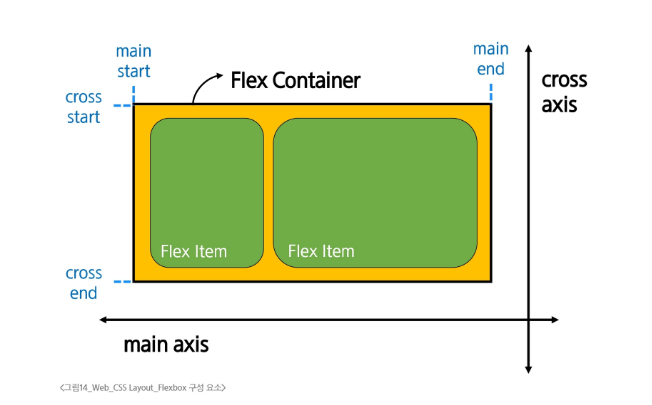 main
start
main
end
Flex Container
cross
axis
cross
start
Flex Item
Flex Item
cross
end
main axis
<그림14_Web_CSS Layout_Flexbox 구성 요소>